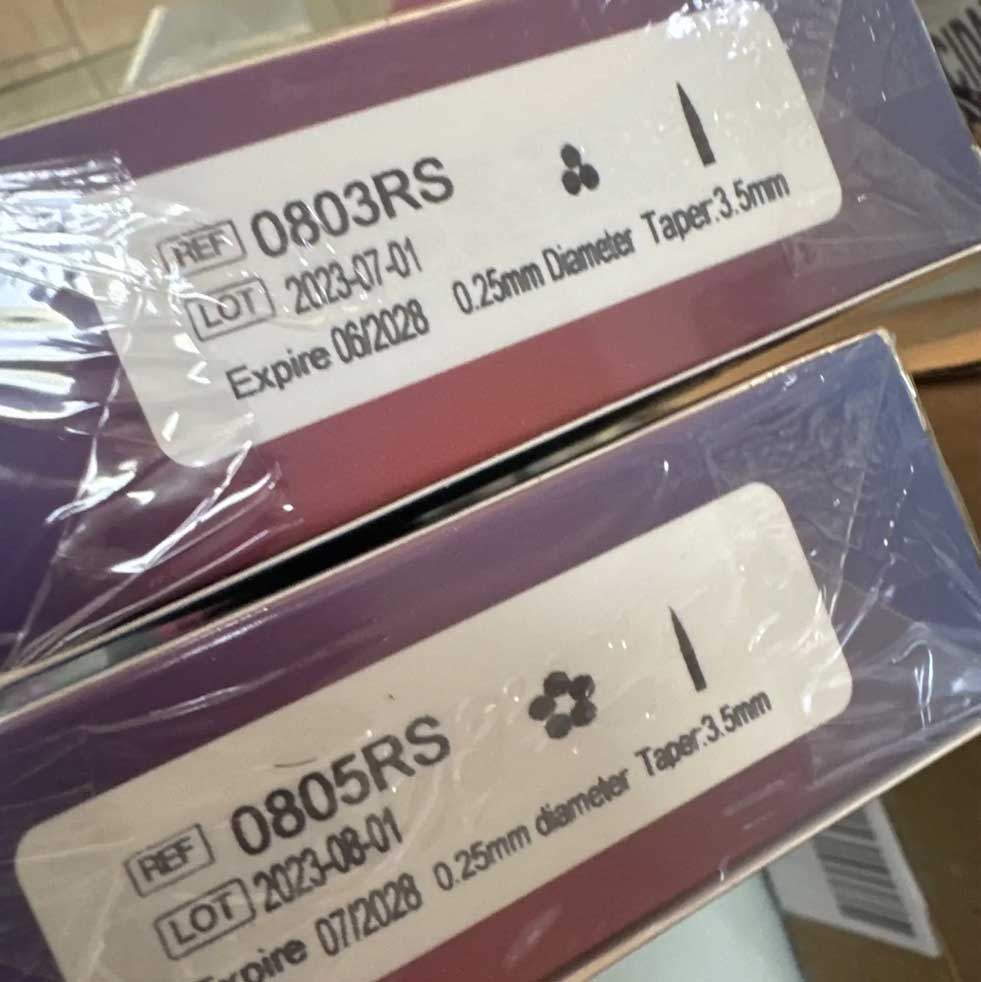 REF 0803RS
LOT 2023-07-01
Expire 06/2028 0.25mm Diameter Taper:3.5mm
REF 0805RS
LOT 2023-08-01
Expire 07/2028 0.25mm diameter Taper:3.5mm